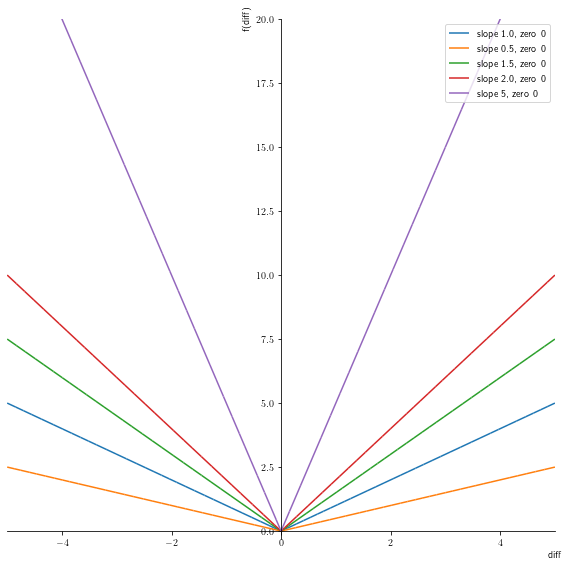 f(diff)
20.0
17.5
15.0
12.5
10.0
7.5
5.0
2.5
0.0
slope 1.0, zero 0
slope 0.5, zero 0
slope 1.5, zero 0
slope 2.0, zero 0
slope 5, zero 0
−4
−2
0
2
4
diff